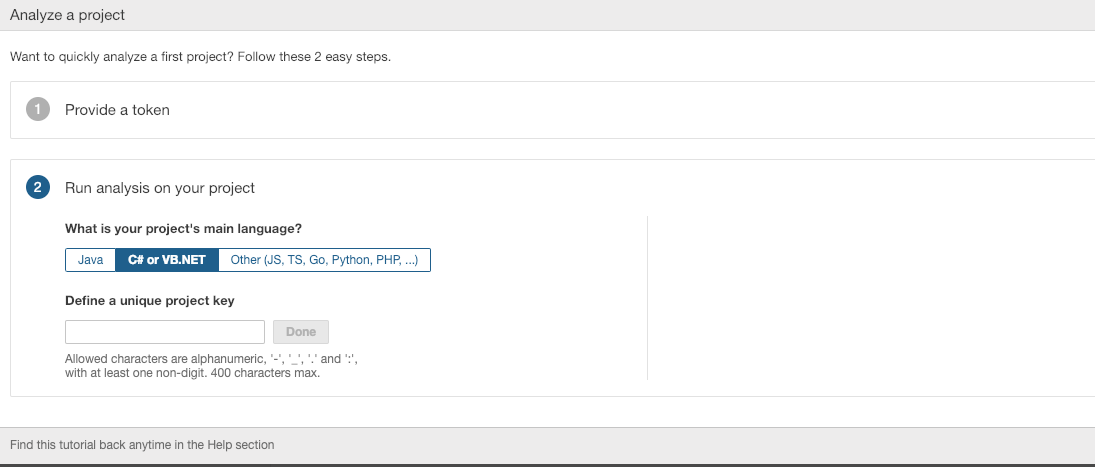 Analyze a project
Want to quickly analyze a first project? Follow these 2 easy steps.
1 Provide a token
2 Run analysis on your project
What is your project's main language?
Java C# or VB.NET Other (JS, TS, Go, Python, PHP, ...)
Define a unique project key
Done
Allowed characters are alphanumeric, '-', '_', '.' and ':',
with at least one non-digit. 400 characters max.
Find this tutorial back anytime in the Help section